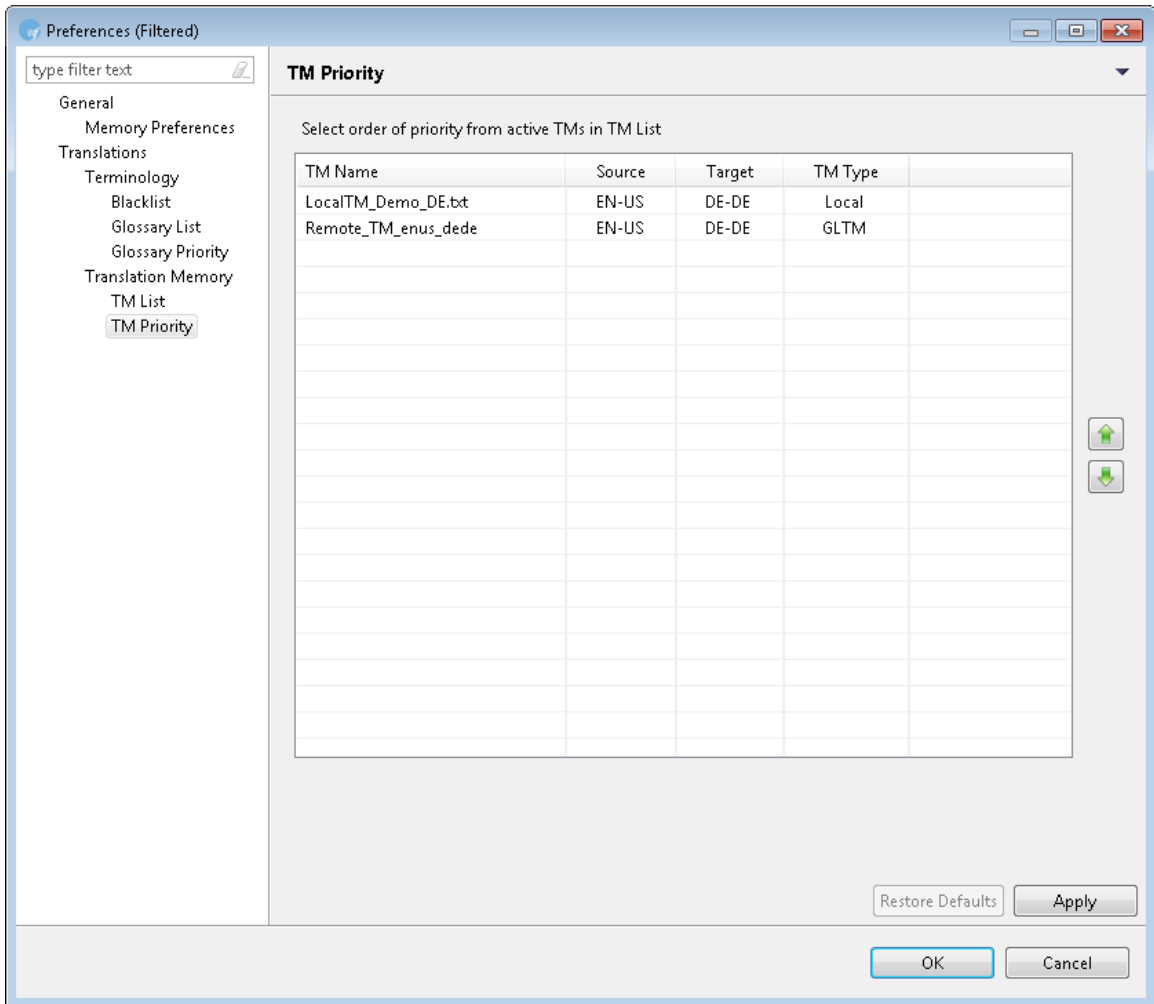 Preferences (Filtered)
type filter text
General
Memory Preferences
Translations
Terminology
Blacklist
Glossary List
Glossary Priority
Translation Memory
TM List
TM Priority
TM Priority
Select order of priority from active TMs in TM List
TM Name Source Target TM Type
LocalTM_Demo_DE.txt EN-US DE-DE Local
Remote_TM_enus_dede EN-US DE-DE GLTM
Restore Defaults Apply
OK Cancel